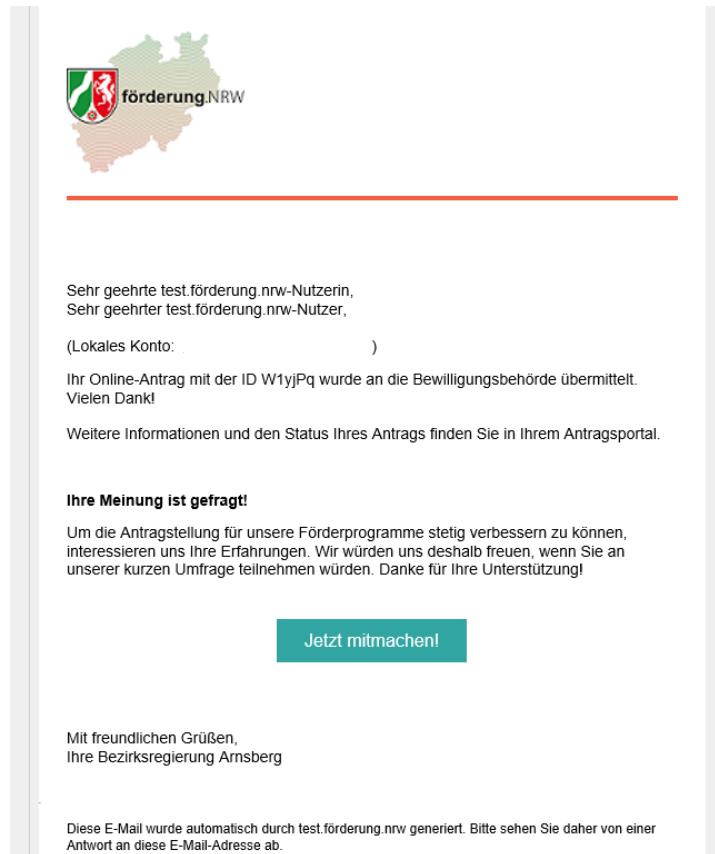 förderung.NRW
Sehr geehrte test.förderung.nrw-Nutzerin,
Sehr geehrter test.förderung.nrw-Nutzer,
(Lokales Konto: )
Ihr Online-Antrag mit der ID W1yjPq wurde an die Bewilligungsbehörde übermittelt.
Vielen Dank!
Weitere Informationen und den Status Ihres Antrags finden Sie in Ihrem Antragsportal.
Ihre Meinung ist gefragt!
Um die Antragstellung für unsere Förderprogramme stetig verbessern zu können,
interessieren uns Ihre Erfahrungen. Wir würden uns deshalb freuen, wenn Sie an
unserer kurzen Umfrage teilnehmen würden. Danke für Ihre Unterstützung!
Jetzt mitmachen!
Mit freundlichen Grüßen,
Ihre Bezirksregierung Arnsberg
Diese E-Mail wurde automatisch durch test.förderung.nrw generiert. Bitte sehen Sie daher von einer
Antwort an diese E-Mail-Adresse ab.